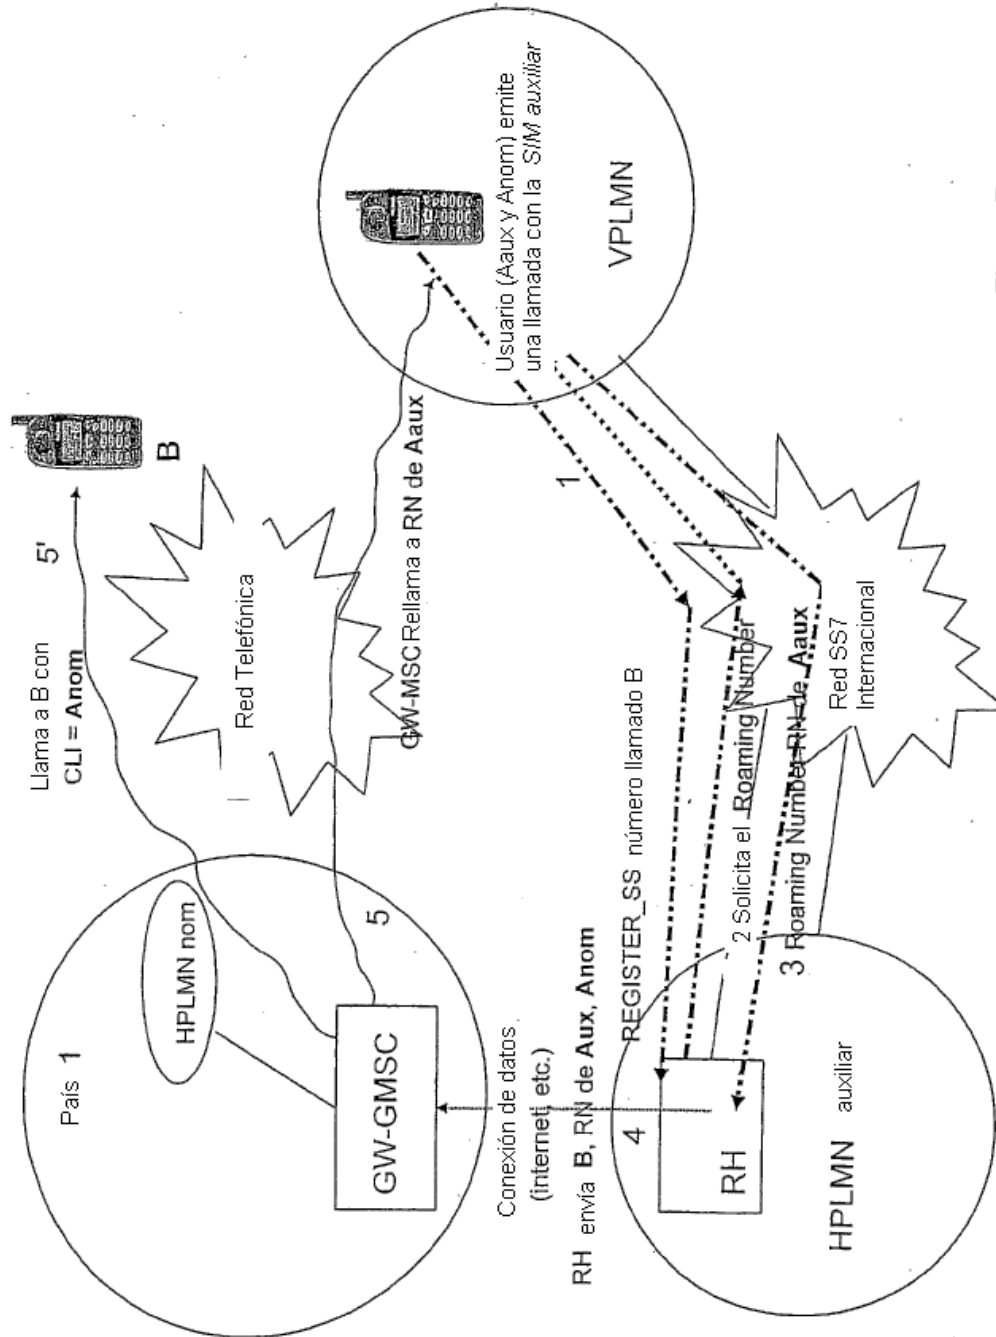 País 1
HPLMN nom
GW-GMSC
5
Llama a B con
CLI = Anom
5'
B
Red Telefónica
GW-MSCRellama a RN de Aaux
Usuario (Aaux y Anom) emite
una llamada con la SIM auxiliar
VPLMN
1
Conexión de datos
(internet, etc.)
RH envía B, RN de Aux, Anom
REGISTER_SS número llamado B
4
RH
2 Solicita el Roaming Number
3 Roaming Number RN de Aaux
Red SS7
Internacional
HPLMN auxiliar